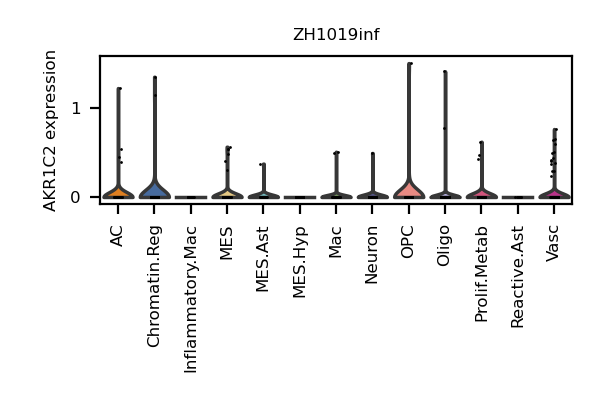 ZH1019inf
AKR1C2 expression
1
0
AC
Chromatin.Reg
Inflammatory.Mac
MES
MES.Ast
MES.Hyp
Mac
Neuron
OPC
Oligo
Prolif.Metab
Reactive.Ast
Vasc